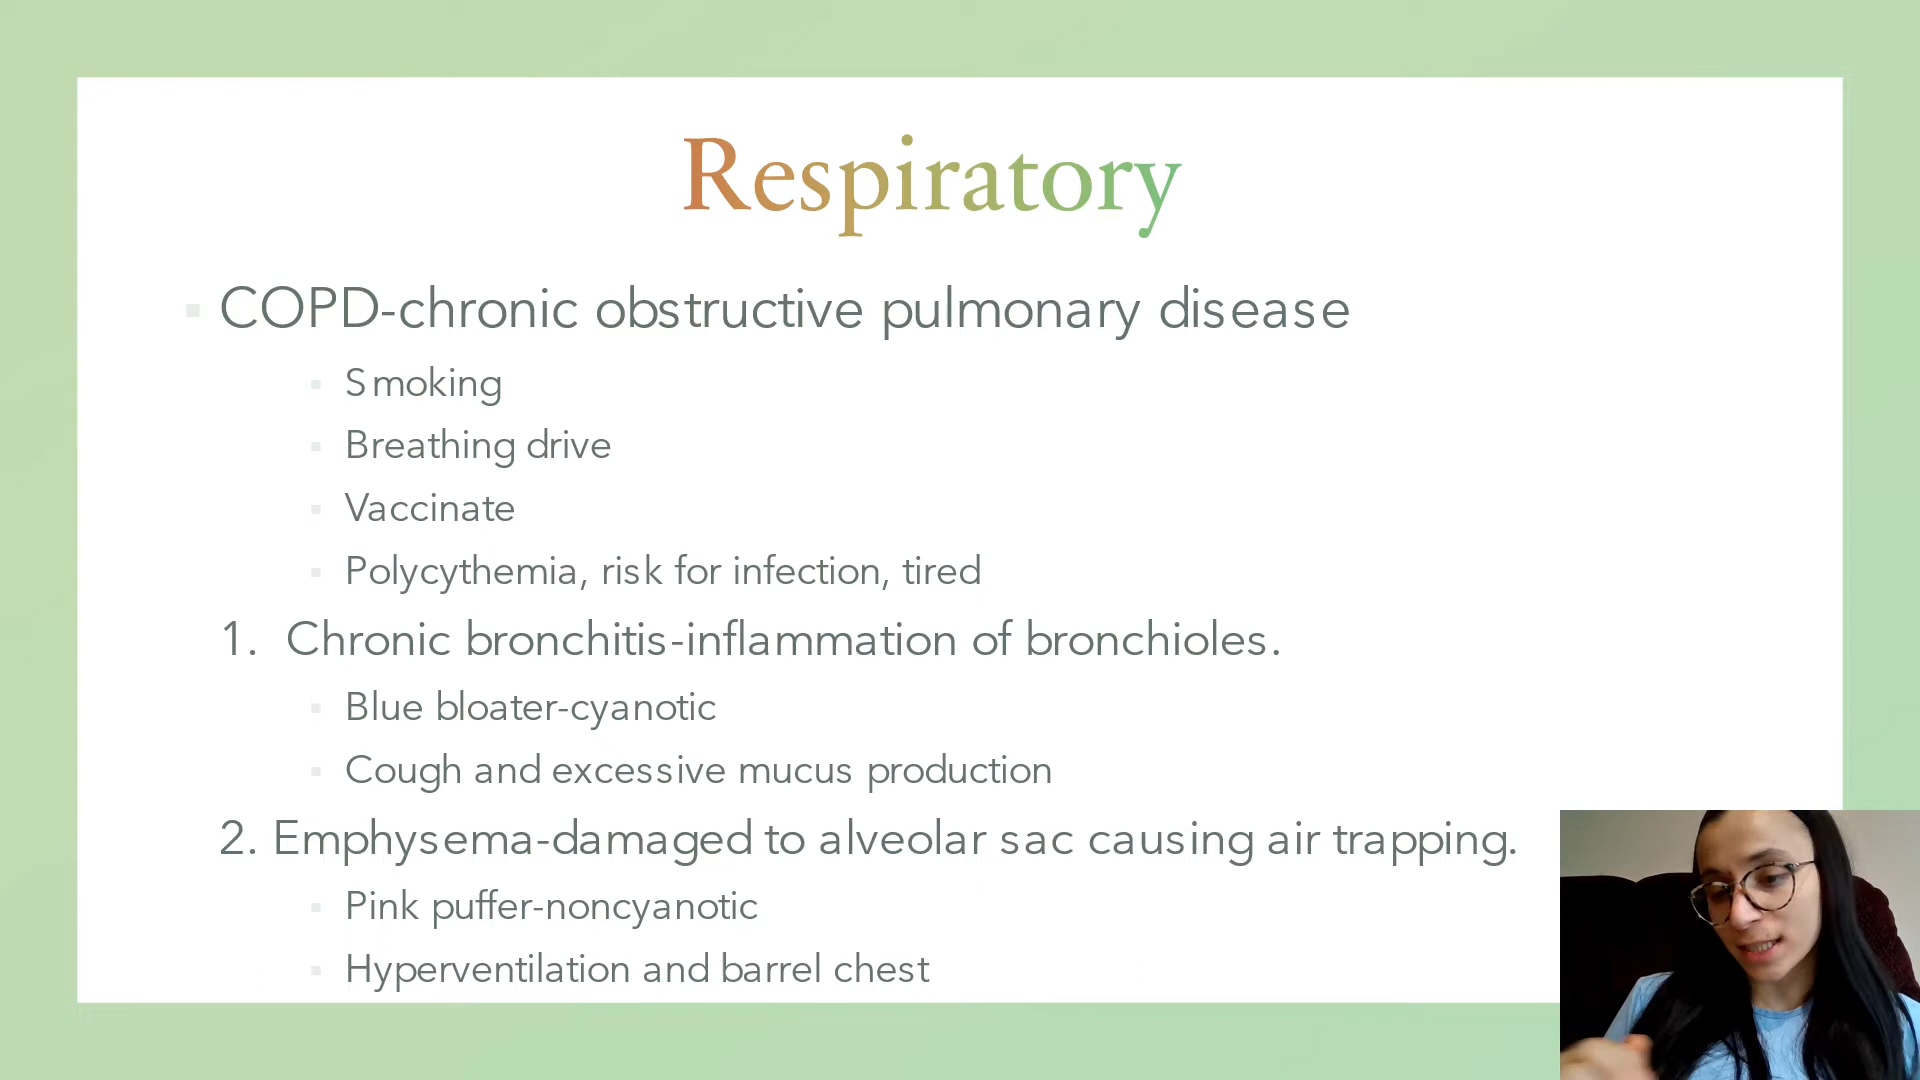 Respiratory
COPD-chronic obstructive pulmonary disease
Smoking
Breathing drive
Vaccinate
Polycythemia, risk for infection, tired
1. Chronic bronchitis-inflammation of bronchioles.
Blue bloater-cyanotic
Cough and excessive mucus production
2. Emphysema-damaged to alveolar sac causing air trapping.
Pink puffer-noncyanotic
Hyperventilation and barrel chest